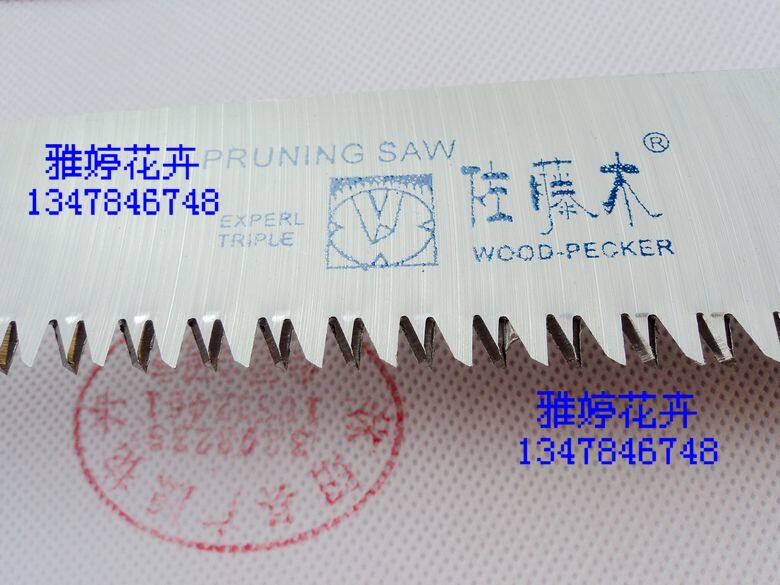 雅婷花卉
1347846748
PRUNING SAW
EXPERL
TRIPLE
佐藤木®
WOOD-PECKER
雅婷花卉
1347846748